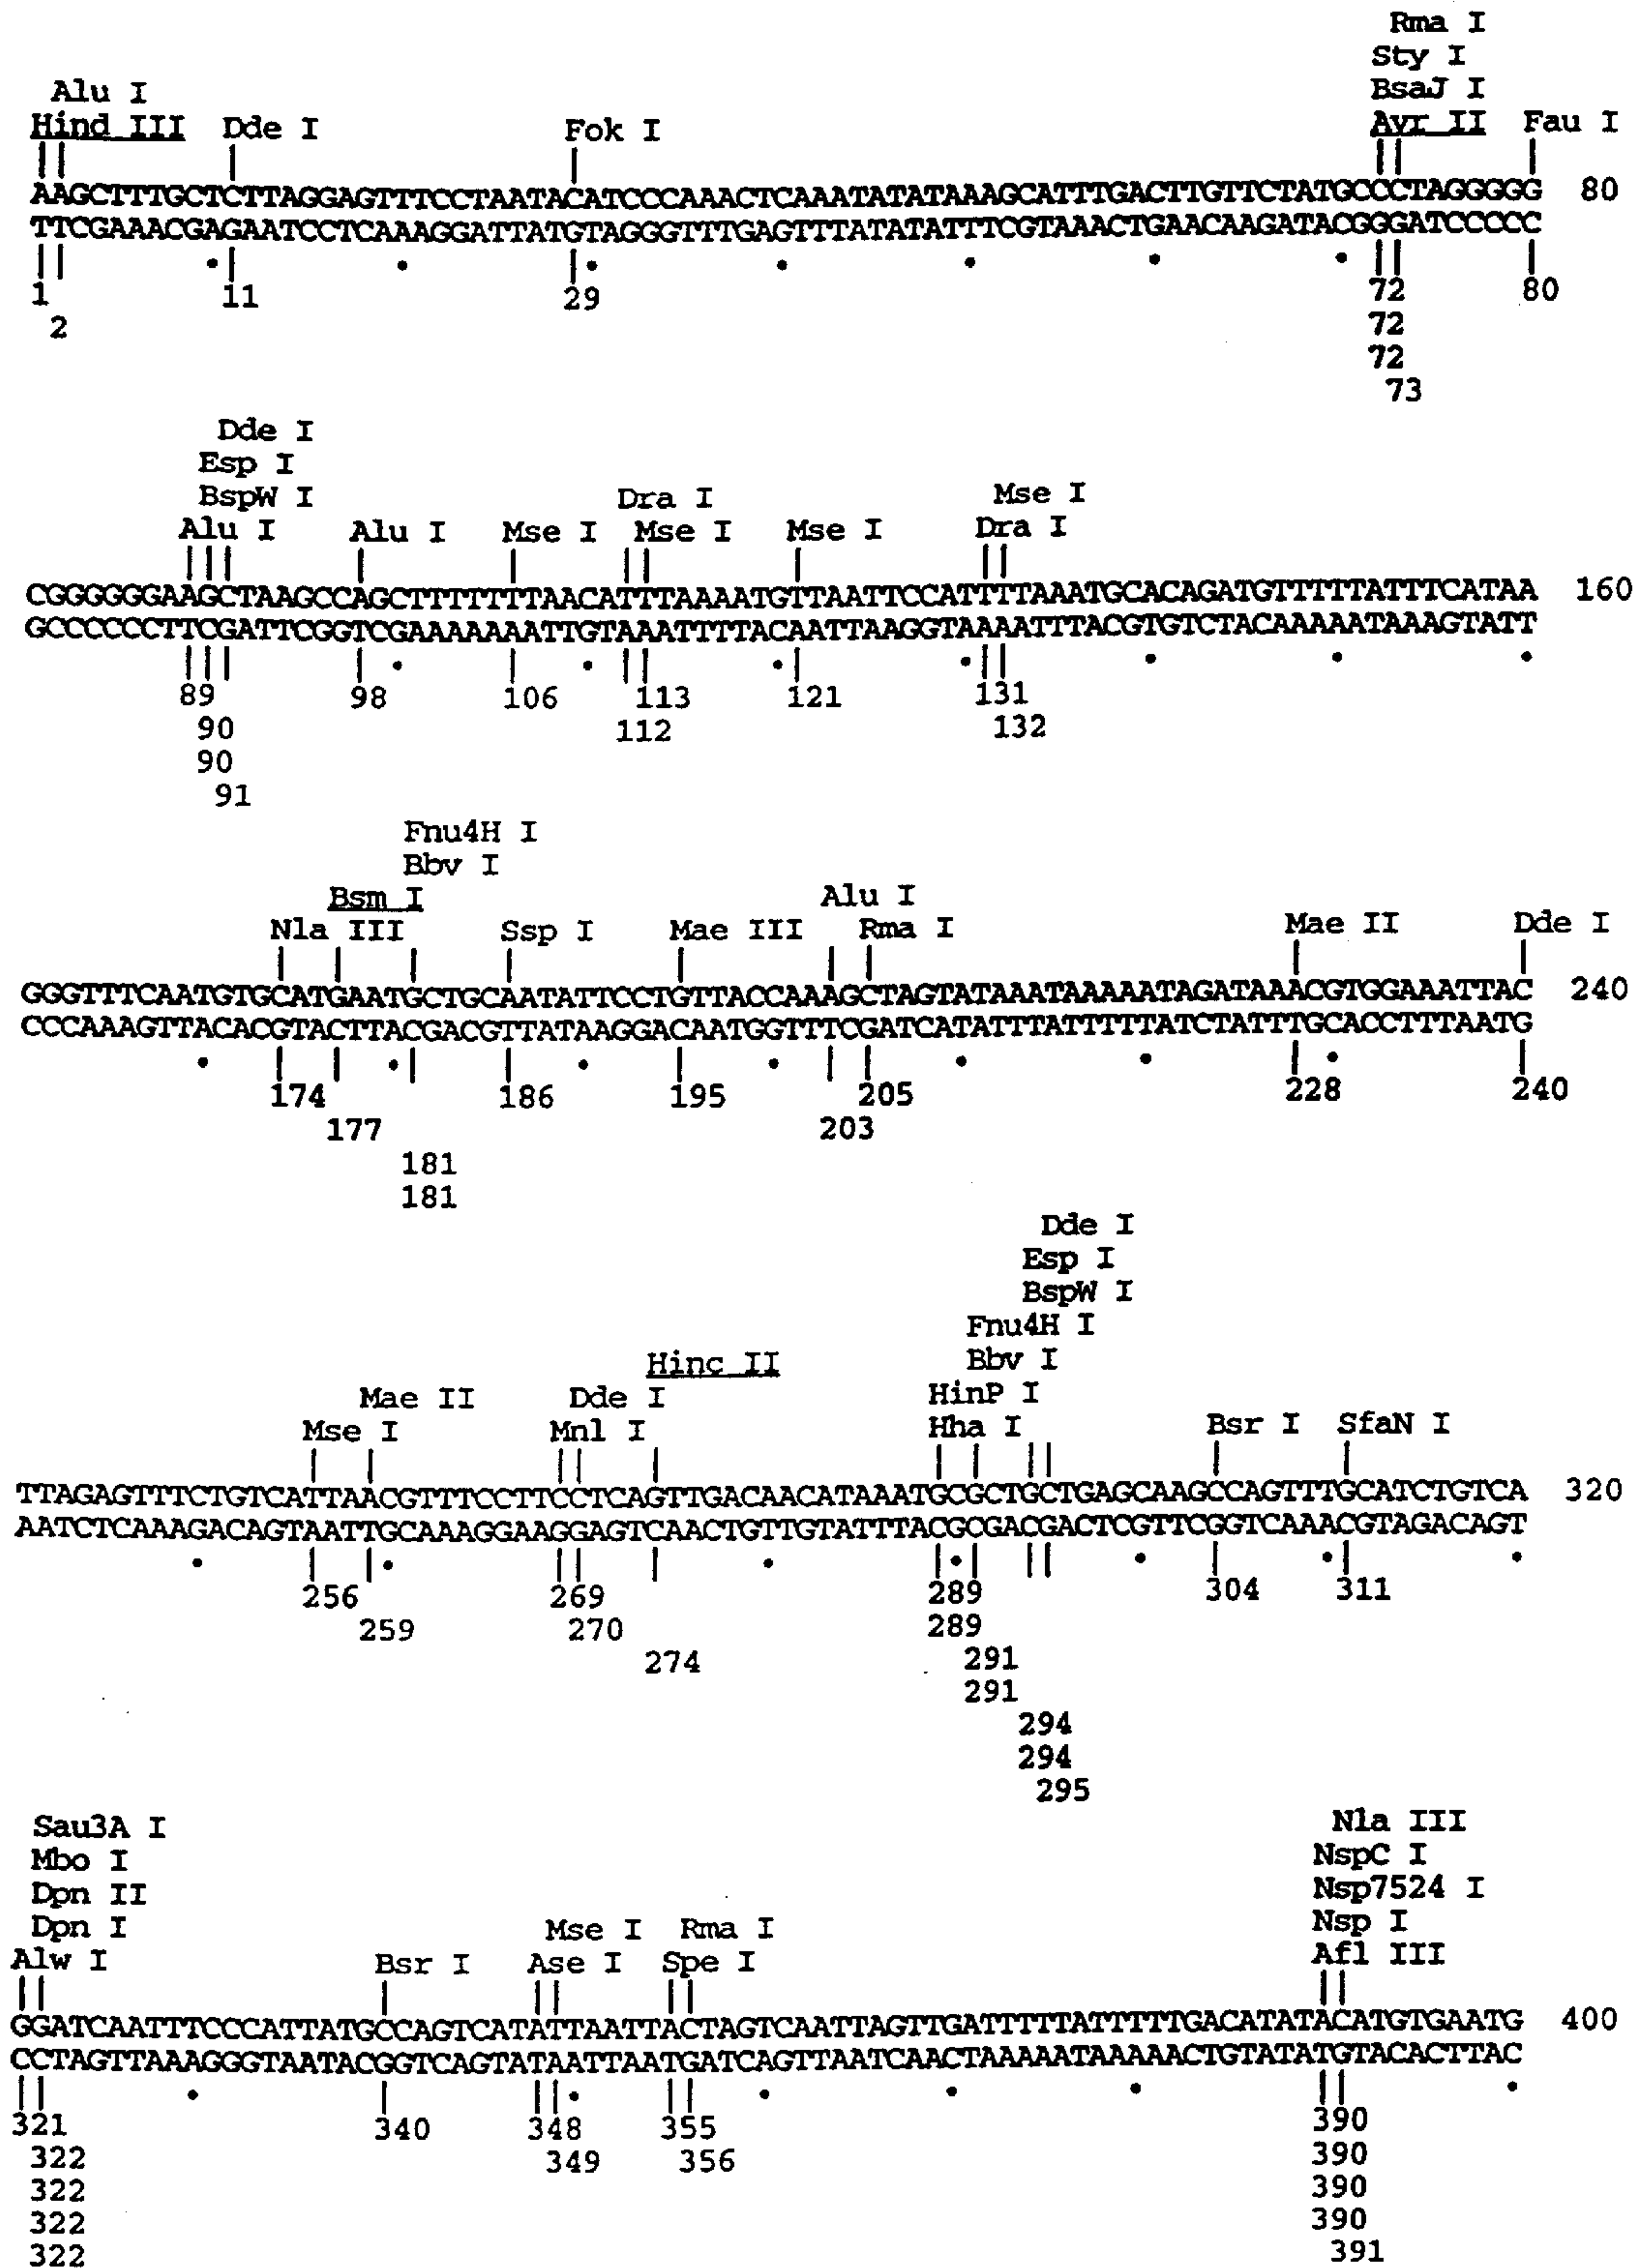 Rma I
Sty I
Alu I BsaJ I
Hind III Dde I Fok I Avr II Fau I
AAGCTTTGCTCTTAGGAGTTTCCTAATACATCCCAAACTCAAATATATAAAGCATTTGACTTGTTCTATGCCCTAGGGGG 80
TTCGAAACGAGAATCCTCAAAGGATTATGTAGGGTTTGAGTTTATATATTTCGTAAACTGAACAAGATACGGGATCCCCC
1 11 29 72 80
2 72
72
73
Dde I
Esp I
BspW I Dra I Mse I
Alu I Alu I Mse I Mse I Mse I Dra I
CGGGGGGAAGCTAAGCCAGCTTTTTTTAACATTTAAAATGTTAATTCCATTTTAAATGCACAGATGTTTTTATTTCATAA 160
GCCCCCCTTCGATTCGGTCGAAAAAAATTGTAAATTTTACAATTAAGGTAAAATTTACGTGTCTACAAAAATAAAGTATT
89 98 106 113 121 131
90 112 132
90
91
Fnu4H I
Bbv I
Bsm I Alu I
Nla III Ssp I Mae III Rma I Mae II Dde I
GGGTTTCAATGTGCATGAATGCTGCAATATTCCTGTTACCAAAGCTAGTATAAATAAAAATAGATAAACGTGGAAATTAC 240
CCCAAAGTTACACGTACTTACGACGTTATAAGGACAATGGTTTCGATCATATTTATTTTTATCTATTTGCACCTTTAATG
174 186 195 205 228 240
177 203
181
181
Dde I
Esp I
BspW I
Fnu4H I
Hinc II Bbv I
Mae II Dde I HinP I
Mse I Mnl I Hha I Bsr I SfaN I
TTAGAGTTTCTGTCATTAACGTTTCCTTCCTCAGTTGACAACATAAATGCGCTGCTGAGCAAGCCAGTTTGCATCTGTCA 320
AATCTCAAAGACAGTAATTGCAAAGGAAGGAGTCAACTGTTGTATTTACGCGACGACTCGTTCGGTCAAACGTAGACAGT
256 269 289 304 311
259 270 289
274 291
291
294
294
295
Sau3A I Nla III
Mbo I NspC I
Dpn II Nsp7524 I
Dpn I Mse I Rma I Nsp I
Alw I Bsr I Ase I Spe I Afl III
GGATCAATTTCCCATTATGCCAGTCATATTAATTACTAGTCAATTAGTTGATTTTTATTTTTGACATATACATGTGAATG 400
CCTAGTTAAAGGGTAATACGGTCAGTATAATTAATGATCAGTTAATCAACTAAAAATAAAAACTGTATATGTACACTTAC
321 340 348 355 390
322 349 356 390
322 390
322 390
322 391